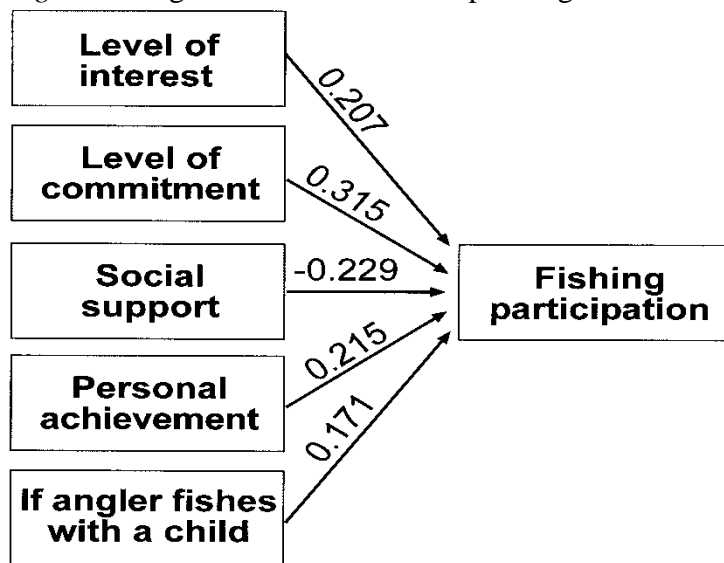 Level of
interest
0.207
Level of
commitment
0.315
Social
support
-0.229
Fishing
participation
Personal
achievement
0.215
If angler fishes
with a child
0.171